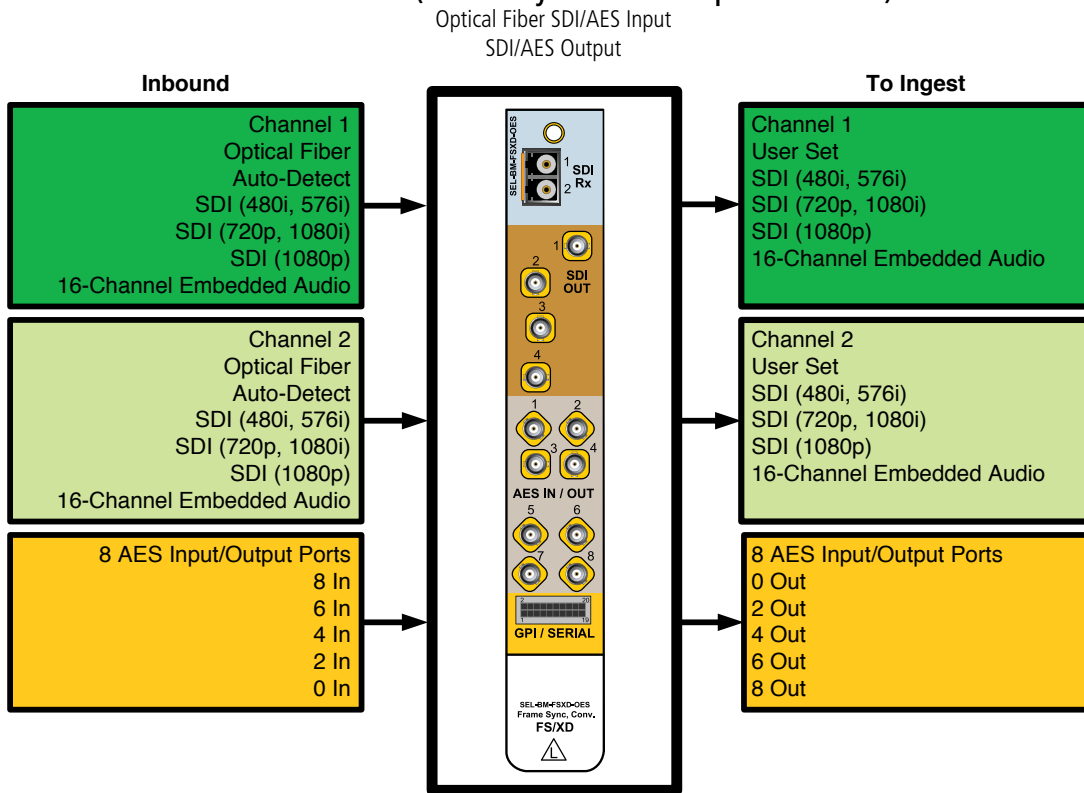 Optical Fiber SDI/AES Input
SDI/AES Output
Inbound
To Ingest
Channel 1
Optical Fiber
Auto-Detect
SDI (480i, 576i)
SDI (720p, 1080i)
SDI (1080p)
16-Channel Embedded Audio
Channel 2
Optical Fiber
Auto-Detect
SDI (480i, 576i)
SDI (720p, 1080i)
SDI (1080p)
16-Channel Embedded Audio
8 AES Input/Output Ports
8 In
6 In
4 In
2 In
0 In
SEL-BM-FSXD-OES
1
2
SDI
Rx
1
2
SDI
OUT
3
4
1 2
3 4
AES IN / OUT
5 6
7 8
2 20
1 19
GPI / SERIAL
SEL-BM-FSXD-OES
Frame Sync, Conv.
FS/XD
L
Channel 1
User Set
SDI (480i, 576i)
SDI (720p, 1080i)
SDI (1080p)
16-Channel Embedded Audio
Channel 2
User Set
SDI (480i, 576i)
SDI (720p, 1080i)
SDI (1080p)
16-Channel Embedded Audio
8 AES Input/Output Ports
0 Out
2 Out
4 Out
6 Out
8 Out